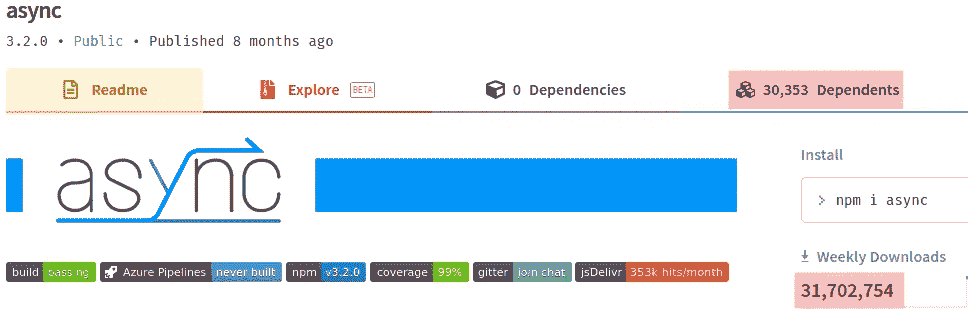 async
3.2.0 • Public • Published 8 months ago
Readme
Explore BETA
0 Dependencies
30,353 Dependents
async
Install
> npm i async
build passing
Azure Pipelines never built
npm v3.2.0
coverage 99%
gitter join chat
jsDelivr 353k hits/month
Weekly Downloads
31,702,754